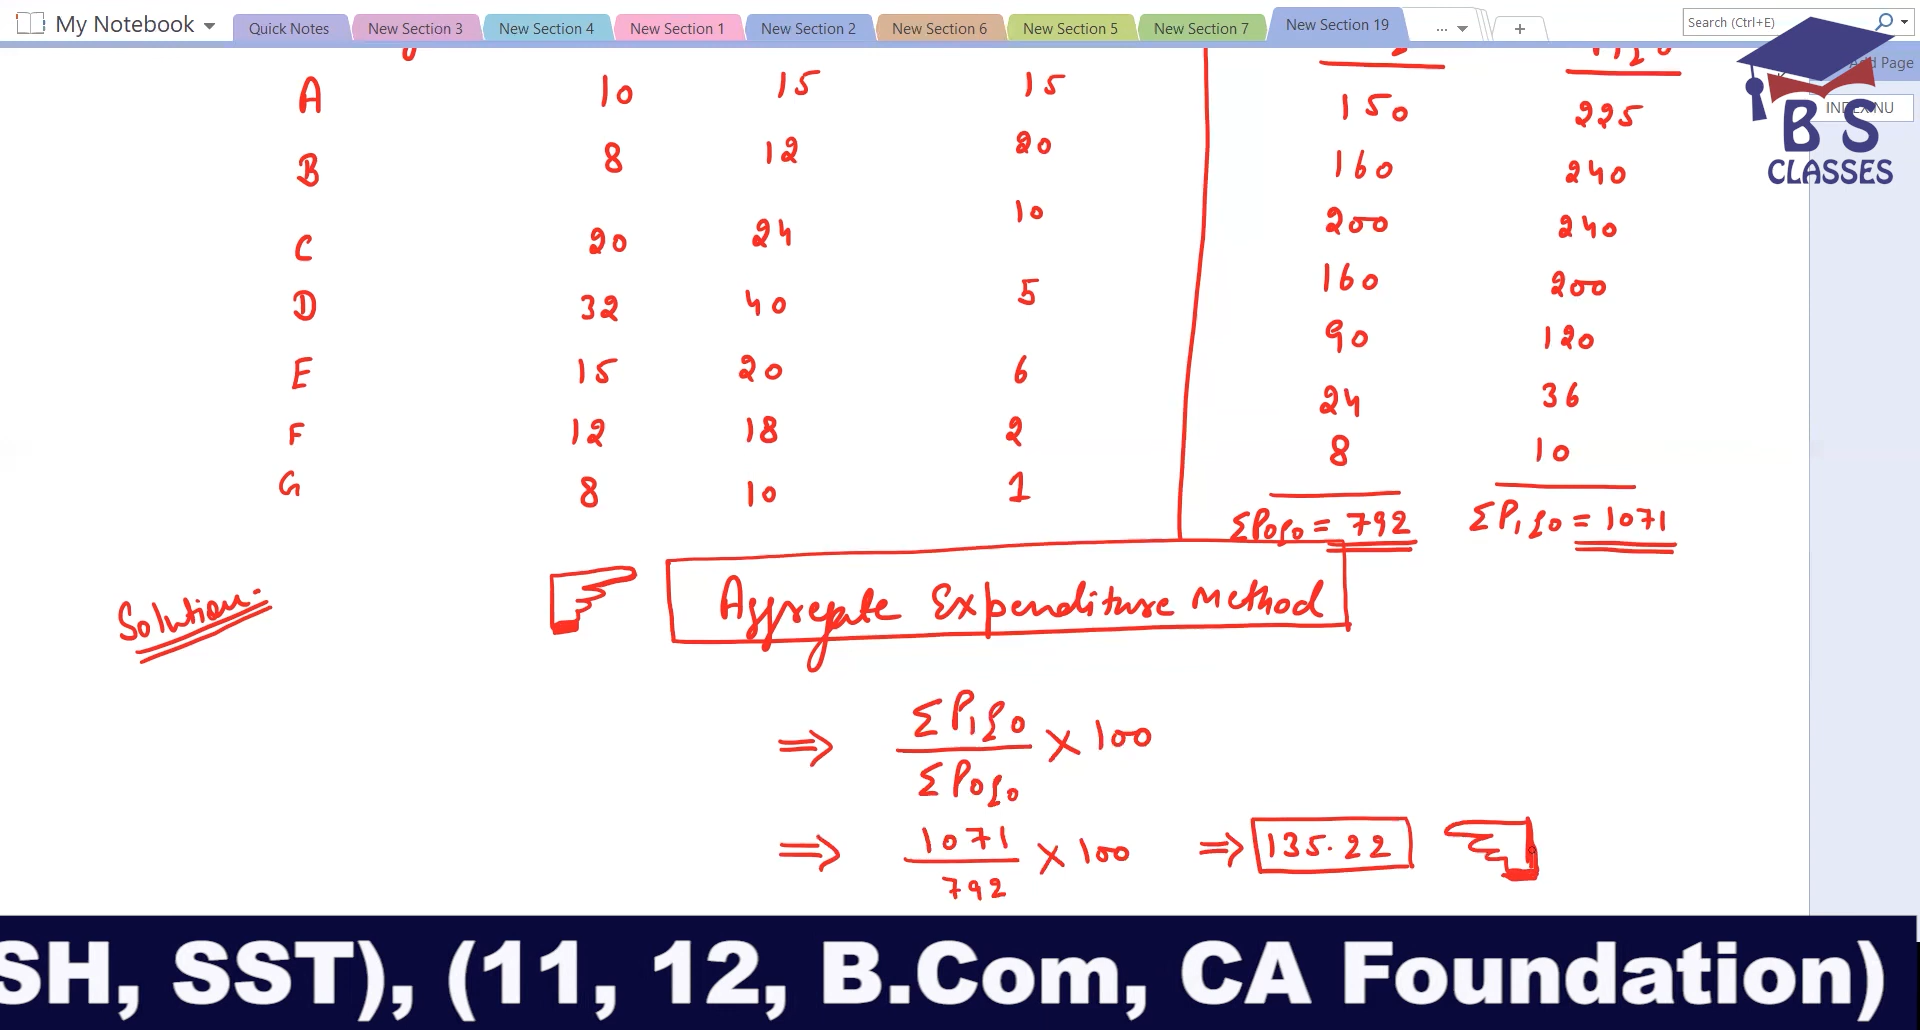 My Notebook Quick Notes New Section 3 New Section 4 New Section 1 New Section 2 New Section 6 New Section 5 New Section 7 New Section 19 ... + Search (Ctrl+E)
Page
INDEX NU
B S
CLASSES
A 10 15 15 150 225
B 8 12 20 160 240
C 20 24 10 200 240
D 32 40 5 160 200
E 15 20 6 90 120
F 12 18 2 24 36
G 8 10 1 8 10
ΣP0q0 = 792 ΣP1q0 = 1071
Solution:-
Aggregate Expenditure Method
⇒ ΣP1q0 / ΣP0q0 × 100
⇒ 1071 / 792 × 100 ⇒ 135.22
SH, SST), (11, 12, B.Com, CA Foundation)